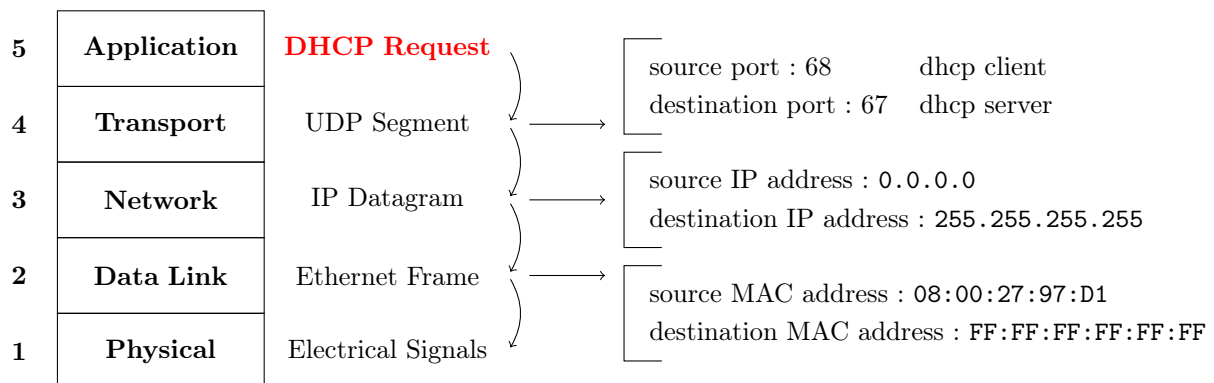 5 Application DHCP Request
source port : 68 dhcp client
destination port : 67 dhcp server
4 Transport UDP Segment
source IP address : 0.0.0.0
3 Network IP Datagram
destination IP address : 255.255.255.255
2 Data Link Ethernet Frame
source MAC address : 08:00:27:97:D1
destination MAC address : FF:FF:FF:FF:FF:FF
1 Physical Electrical Signals